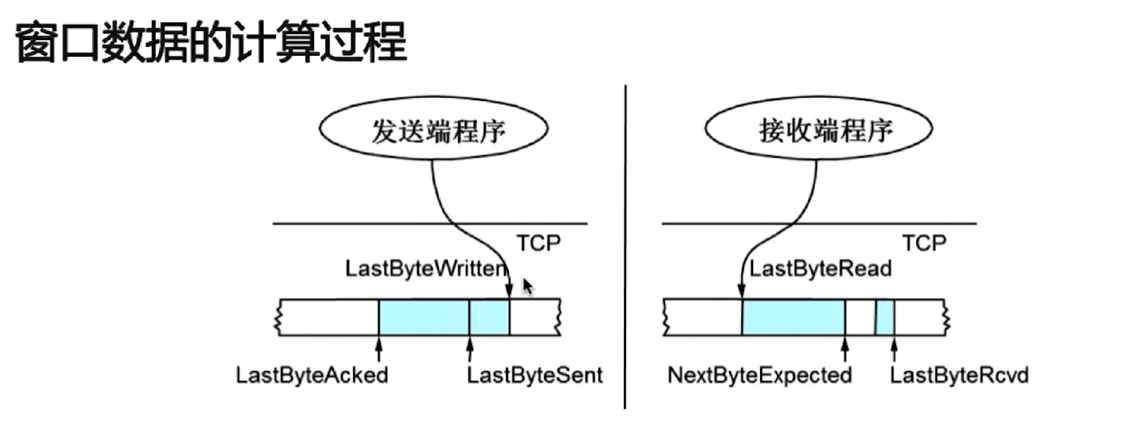 窗口数据的计算过程
发送端程序
TCP
LastByteWritten
LastByteAcked
LastByteSent
接收端程序
TCP
LastByteRead
NextByteExpected
LastByteRcvd